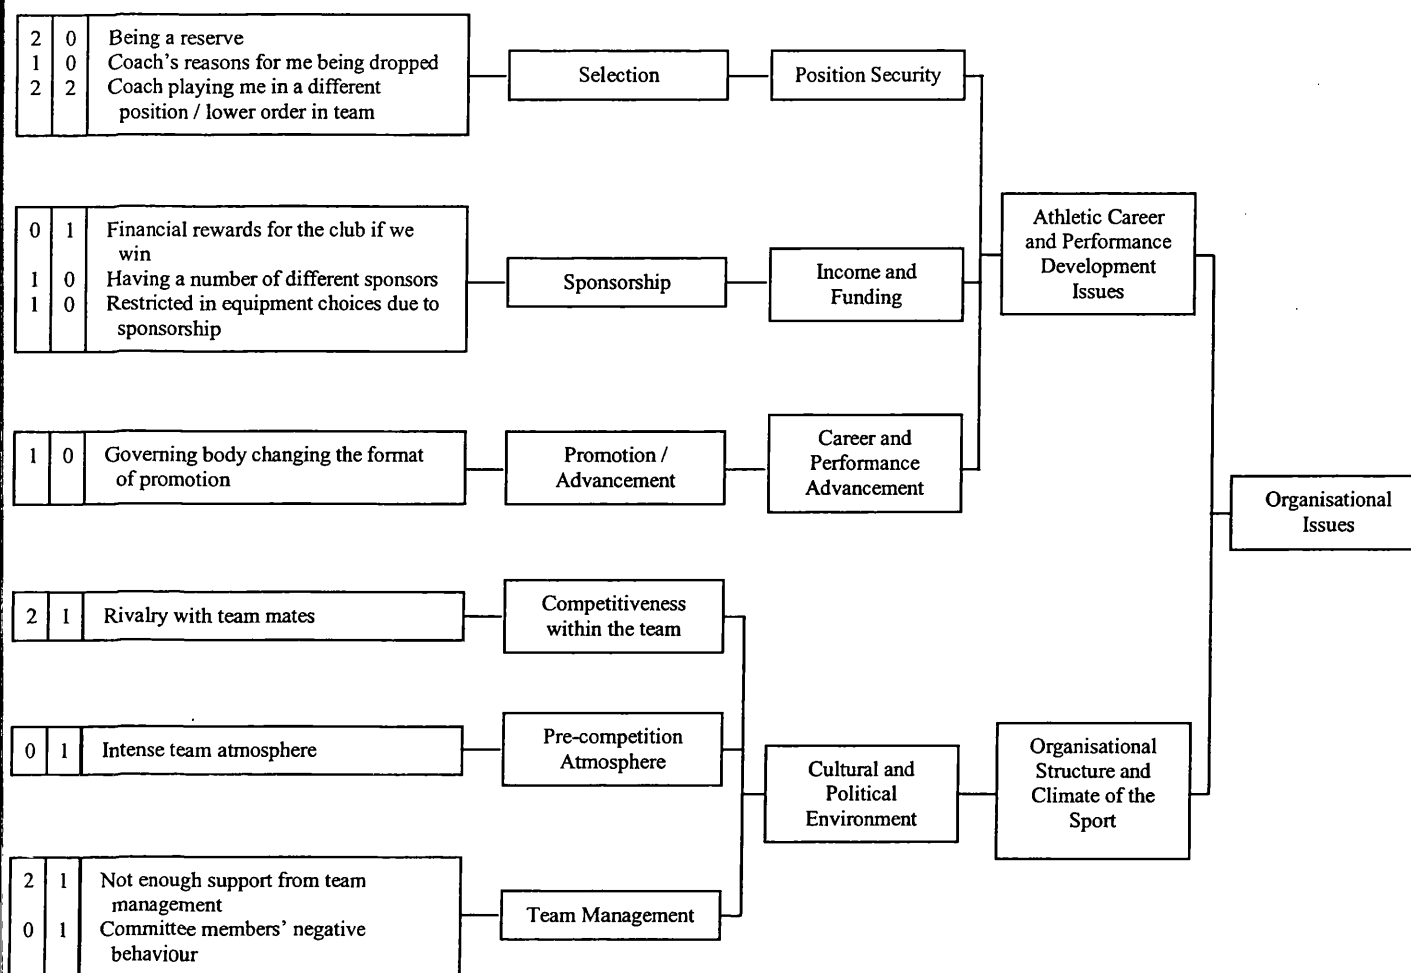 2 0 Being a reserve
1 0 Coach's reasons for me being dropped
2 2 Coach playing me in a different
position / lower order in team
Selection
Position Security
0 1 Financial rewards for the club if we
win
1 0 Having a number of different sponsors
1 0 Restricted in equipment choices due to
sponsorship
Sponsorship
Income and
Funding
Athletic Career
and Performance
Development
Issues
1 0 Governing body changing the format
of promotion
Promotion /
Advancement
Career and
Performance
Advancement
Organisational
Issues
2 1 Rivalry with team mates
Competitiveness
within the team
0 1 Intense team atmosphere
Pre-competition
Atmosphere
Cultural and
Political
Environment
Organisational
Structure and
Climate of the
Sport
2 1 Not enough support from team
management
0 1 Committee members' negative
behaviour
Team Management